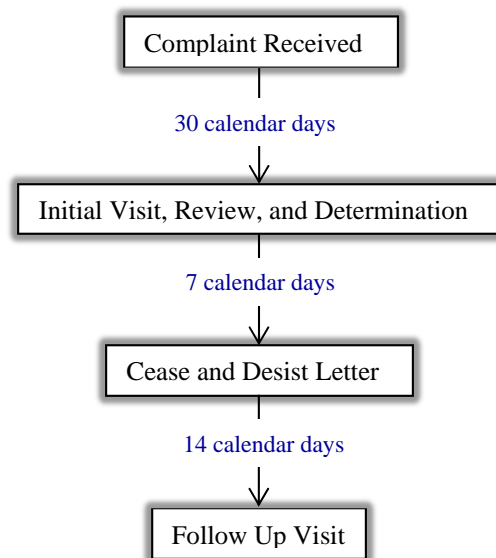 Complaint Received
30 calendar days
Initial Visit, Review, and Determination
7 calendar days
Cease and Desist Letter
14 calendar days
Follow Up Visit